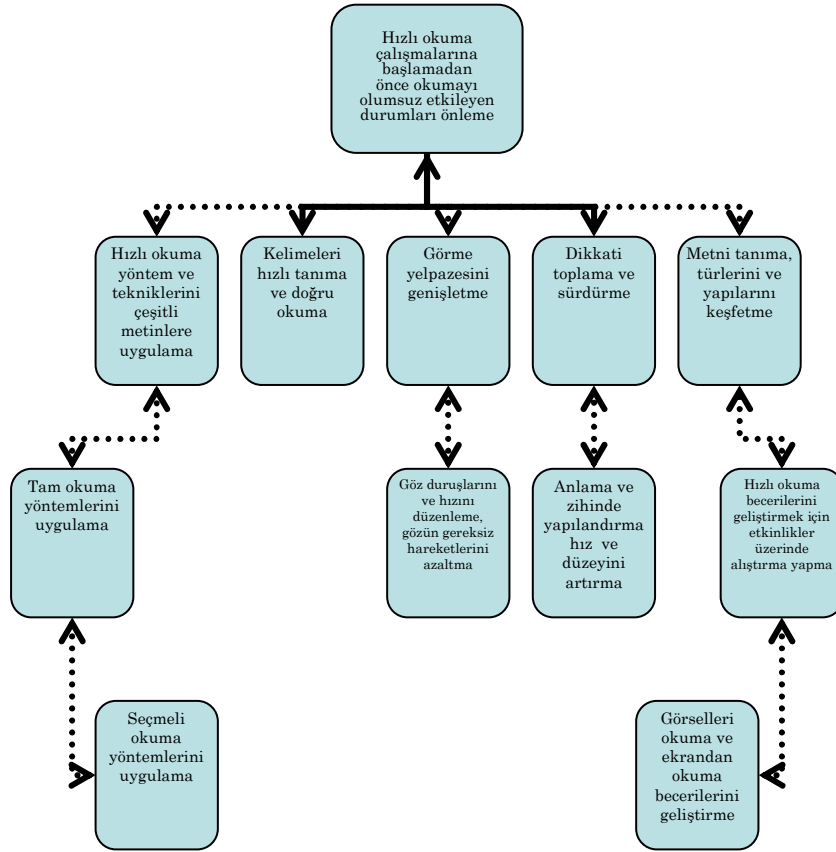 Hızlı okuma
çalışmalarına
başlamadan
önce okumayı
olumsuz etkileyen
durumları önleme
Hızlı okuma
yöntem ve
tekniklerini
çeşitli
metinlere
uygulama
Kelimeleri
hızlı tanıma
ve doğru
okuma
Görme
yelpazesini
genişletme
Dikkati
toplama ve
sürdürme
Metni tanıma,
türlerini ve
yapılarını
keşfetme
Tam okuma
yöntemlerini
uygulama
Göz duruşlarını
ve hızını
düzenleme,
gözün gereksiz
hareketlerini
azaltma
Anlama ve
zihinde
yapılandırma
hız ve
düzeyini
artırma
Hızlı okuma
becerilerini
geliştirmek için
etkinlikler
üzerinde
alıştırma yapma
Seçmeli
okuma
yöntemlerini
uygulama
Görselleri
okuma ve
ekrandan
okuma
becerilerini
geliştirme